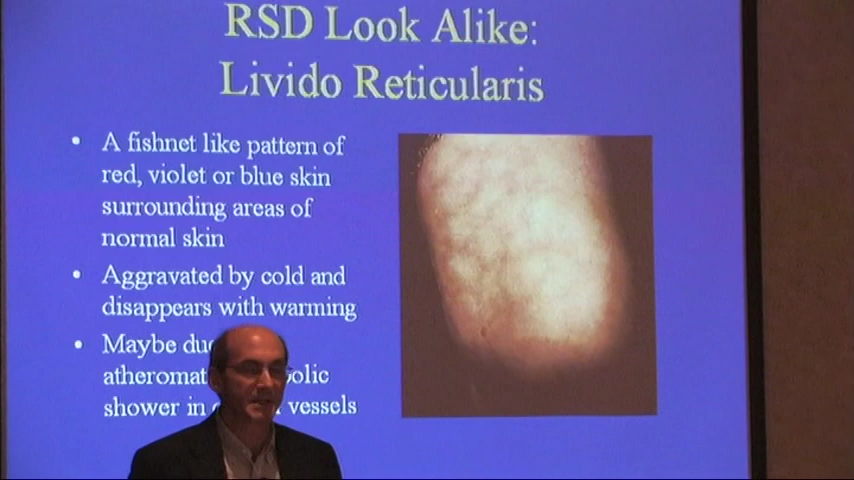 RSD Look Alike:
Livido Reticularis
• A fishnet like pattern of
red, violet or blue skin
surrounding areas of
normal skin
• Aggravated by cold and
disappears with warming
• Maybe du
atheromat olic
shower in vessels